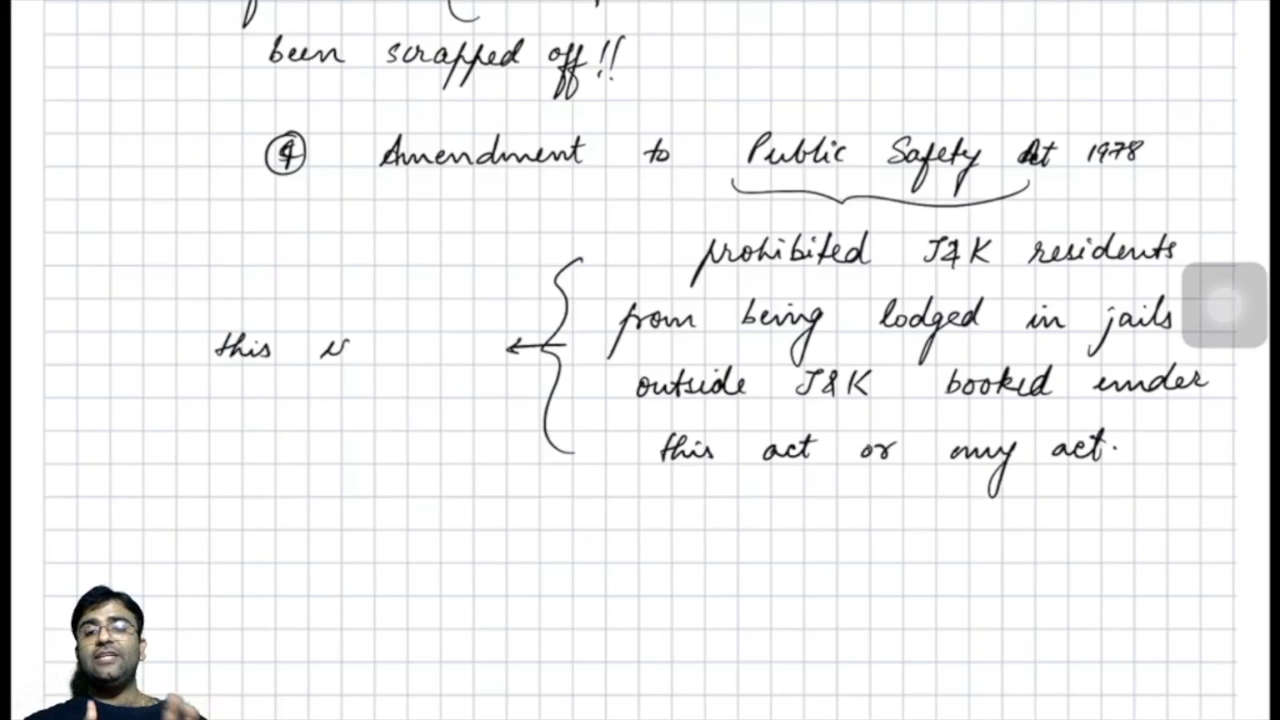 been scrapped off!!
④ Amendment to Public Safety Act 1978
prohibited J&K residents
from being lodged in jails
this is
outside J&K booked under
this act or any act.